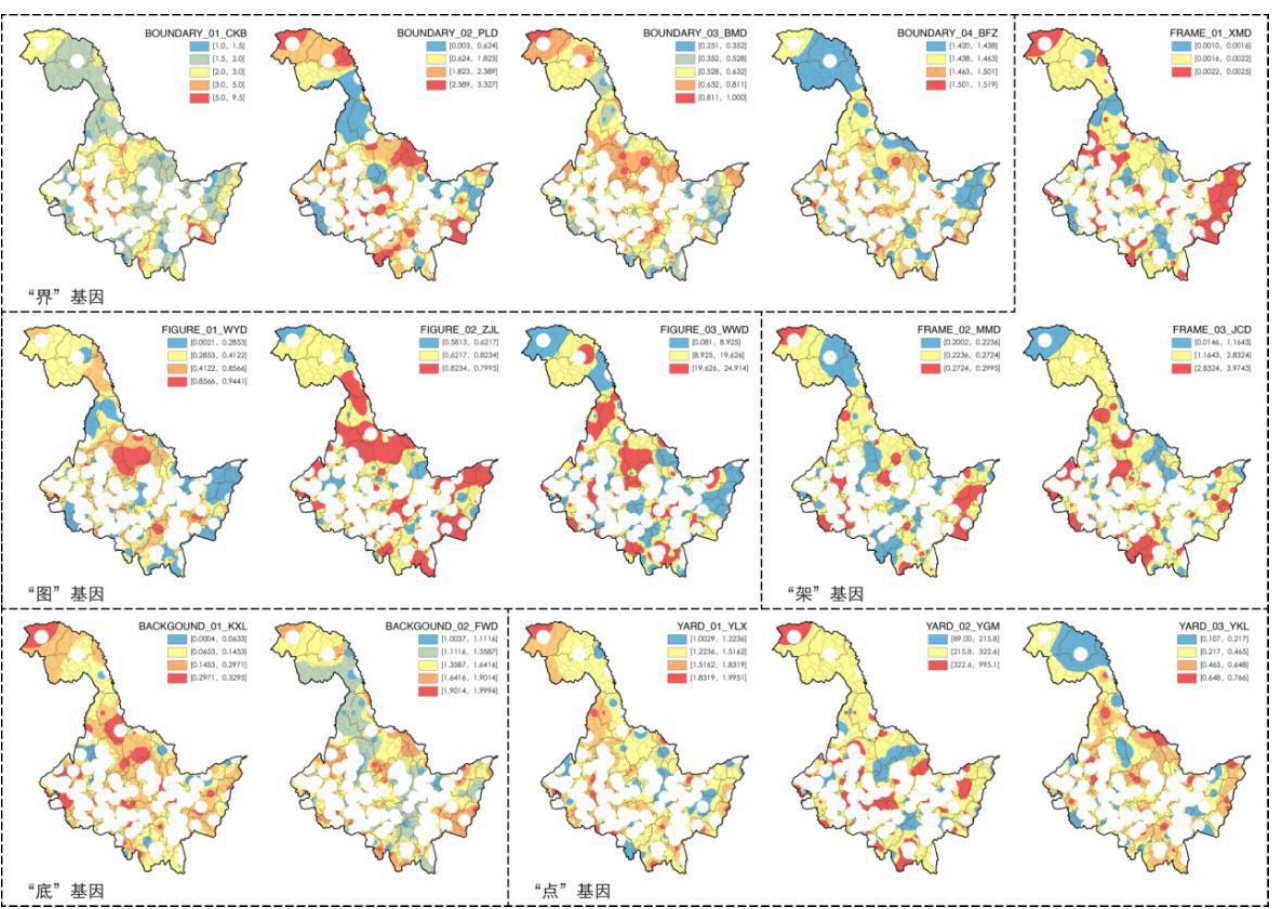 BOUNDARY_01_CKB
[1.0, 1.5]
[1.5, 2.0]
[2.0, 3.0]
[3.0, 5.0]
[5.0, 9.5]
BOUNDARY_02_PLD
[0.003, 0.624]
[0.624, 1.823]
[1.823, 2.389]
[2.389, 3.327]
BOUNDARY_03_BMD
[0.251, 0.352]
[0.352, 0.528]
[0.528, 0.632]
[0.632, 0.811]
[0.811, 1.000]
BOUNDARY_04_BFZ
[1.420, 1.438]
[1.438, 1.463]
[1.463, 1.501]
[1.501, 1.519]
“界”基因
FRAME_01_XMD
[0.0010, 0.0016]
[0.0016, 0.0022]
[0.0022, 0.0025]
FIGURE_01_WYD
[0.0021, 0.2853]
[0.2853, 0.4122]
[0.4122, 0.8566]
[0.8366, 0.9441]
FIGURE_02_ZJL
[0.5813, 0.6217]
[0.6217, 0.8234]
[0.8234, 0.7995]
FIGURE_03_WWD
[0.081, 8.925]
[8.925, 19.626]
[19.626, 24.914]
“图”基因
FRAME_02_MMD
[0.2002, 0.2236]
[0.2236, 0.2724]
[0.2724, 0.2995]
FRAME_03_JCD
[0.0146, 1.1643]
[1.1643, 2.8324]
[2.8324, 3.9743]
“架”基因
BACKGOUND_01_KXL
[0.0004, 0.0633]
[0.0633, 0.1453]
[0.1453, 0.2971]
[0.2971, 0.3295]
BACKGOUND_02_FWD
[1.0037, 1.1116]
[1.1116, 1.3587]
[1.3587, 1.6416]
[1.6416, 1.9014]
[1.9014, 1.9994]
“底”基因
YARD_01_YLX
[1.0029, 1.2236]
[1.2236, 1.5162]
[1.5162, 1.8319]
[1.8319, 1.9951]
YARD_02_YGM
[89.00, 215.8]
[215.8, 322.6]
[322.6, 995.1]
YARD_03_YKL
[0.107, 0.217]
[0.217, 0.465]
[0.465, 0.648]
[0.648, 0.766]
“点”基因